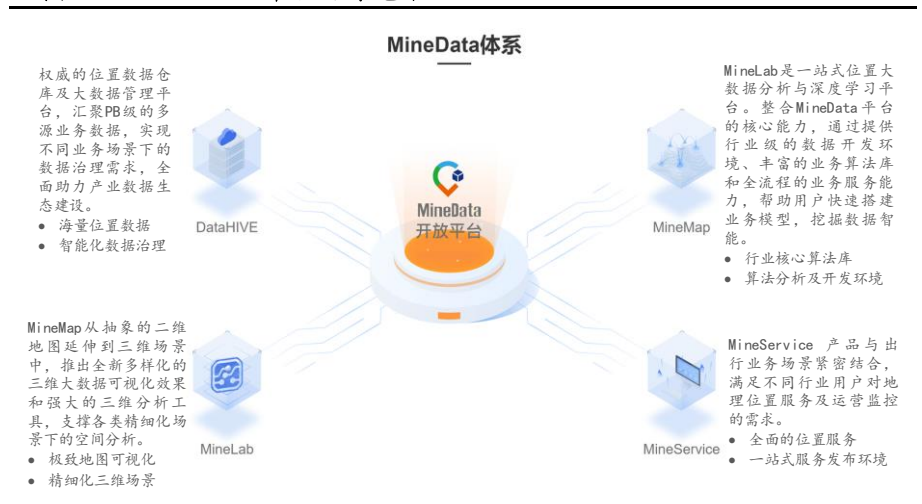 MineData体系
权威的位置数据仓
库及大数据管理平
台，汇聚PB级的多
源业务数据，实现
不同业务场景下的
数据治理需求，全
面助力产业数据生
态建设。
• 海量位置数据
• 智能化数据治理
DataHIVE
MineData
开放平台
MineMap
MineLab是一站式位置大
数据分析与深度学习平
台。整合MineData平台
的核心能力，通过提供
行业级的数据开发环
境、丰富的业务算法库
和全流程的业务服务能
力，帮助用户快速搭建
业务模型，挖掘数据智
能。
• 行业核心算法库
• 算法分析及开发环境
MineMap从抽象的二维
地图延伸到三维场景
中，推出全新多样化的
三维大数据可视化效果
和强大的三维分析工
具，支撑各类精细化场
景下的空间分析。
• 极致地图可视化
• 精细化三维场景
MineLab
MineService
MineService 产品与出
行业务场景紧密结合，
满足不同行业用户对地
理位置服务及运营监控
的需求。
• 全面的位置服务
• 一站式服务发布环境